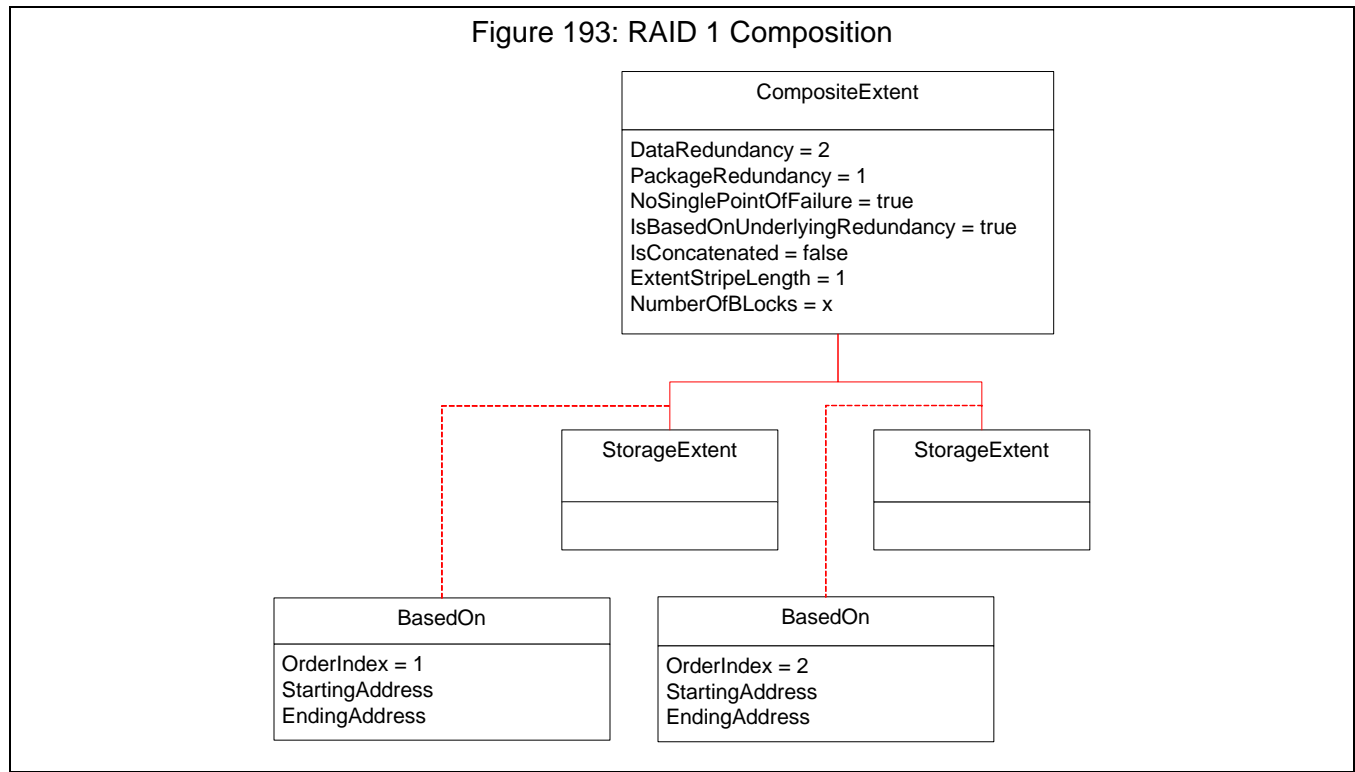 Figure 193: RAID 1 Composition
CompositeExtent
DataRedundancy = 2
PackageRedundancy = 1
NoSinglePointOfFailure = true
IsBasedOnUnderlyingRedundancy = true
IsConcatenated = false
ExtentStripeLength = 1
NumberOfBLocks = x
StorageExtent
StorageExtent
BasedOn
OrderIndex = 1
StartingAddress
EndingAddress
BasedOn
OrderIndex = 2
StartingAddress
EndingAddress